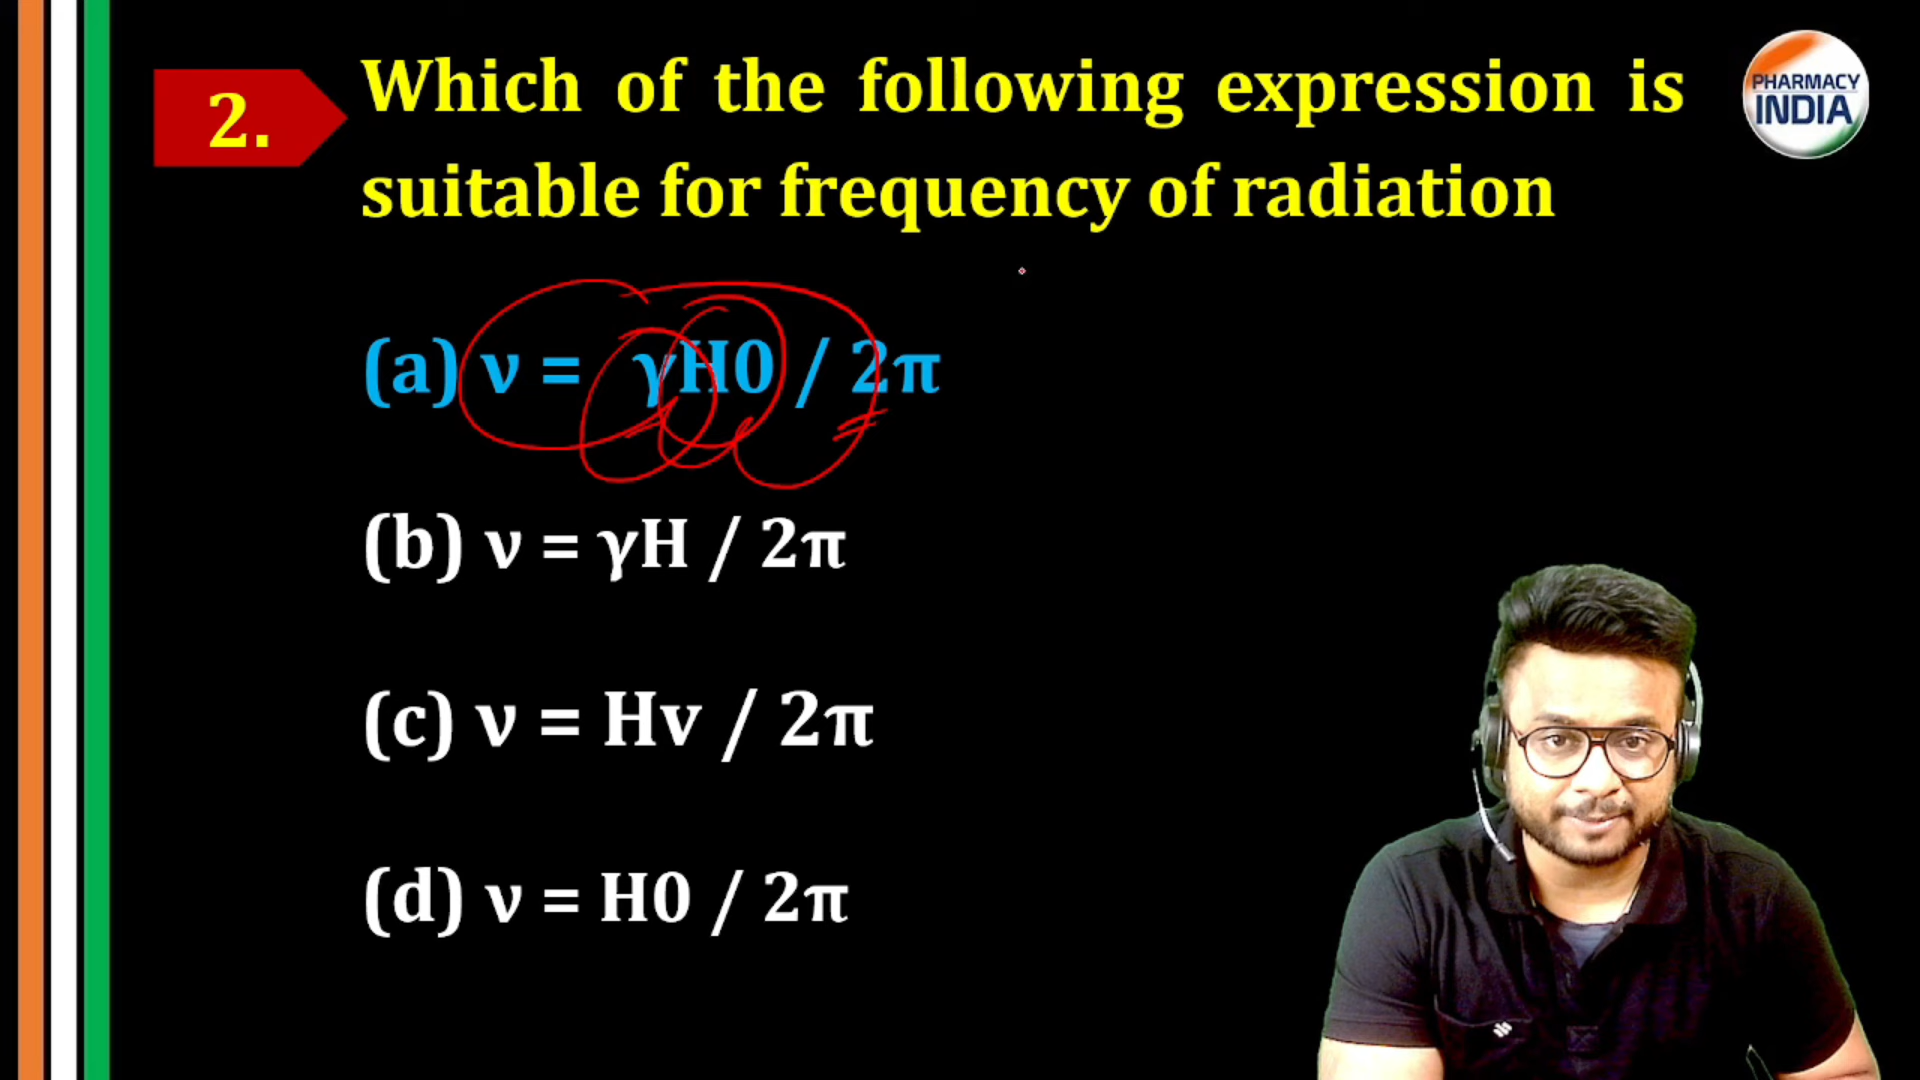 2.
Which of the following expression is
suitable for frequency of radiation
PHARMACY
INDIA
(a) ν = γH0 / 2π
(b) ν = γH / 2π
(c) ν = Hv / 2π
(d) ν = H0 / 2π